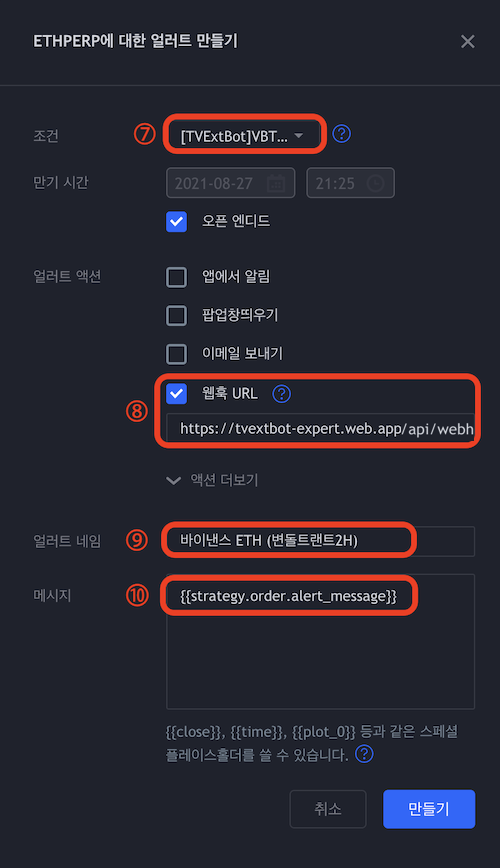 ETHPERP에 대한 얼러트 만들기
조건 ⑦ [TVExtBot]VBT...
만기 시간 2021-08-27 21:25
오픈 엔디드
얼러트 액션 앱에서 알림
팝업창띄우기
이메일 보내기
웹훅 URL
⑧ https://tvextbot-expert.web.app/api/webh
액션 더보기
얼러트 네임 ⑨ 바이낸스 ETH (변돌트랜트2H)
메시지 ⑩ {{strategy.order.alert_message}}
{{close}}, {{time}}, {{plot_0}} 등과 같은 스페셜
플레이스홀더를 쓸 수 있습니다.
취소 만들기